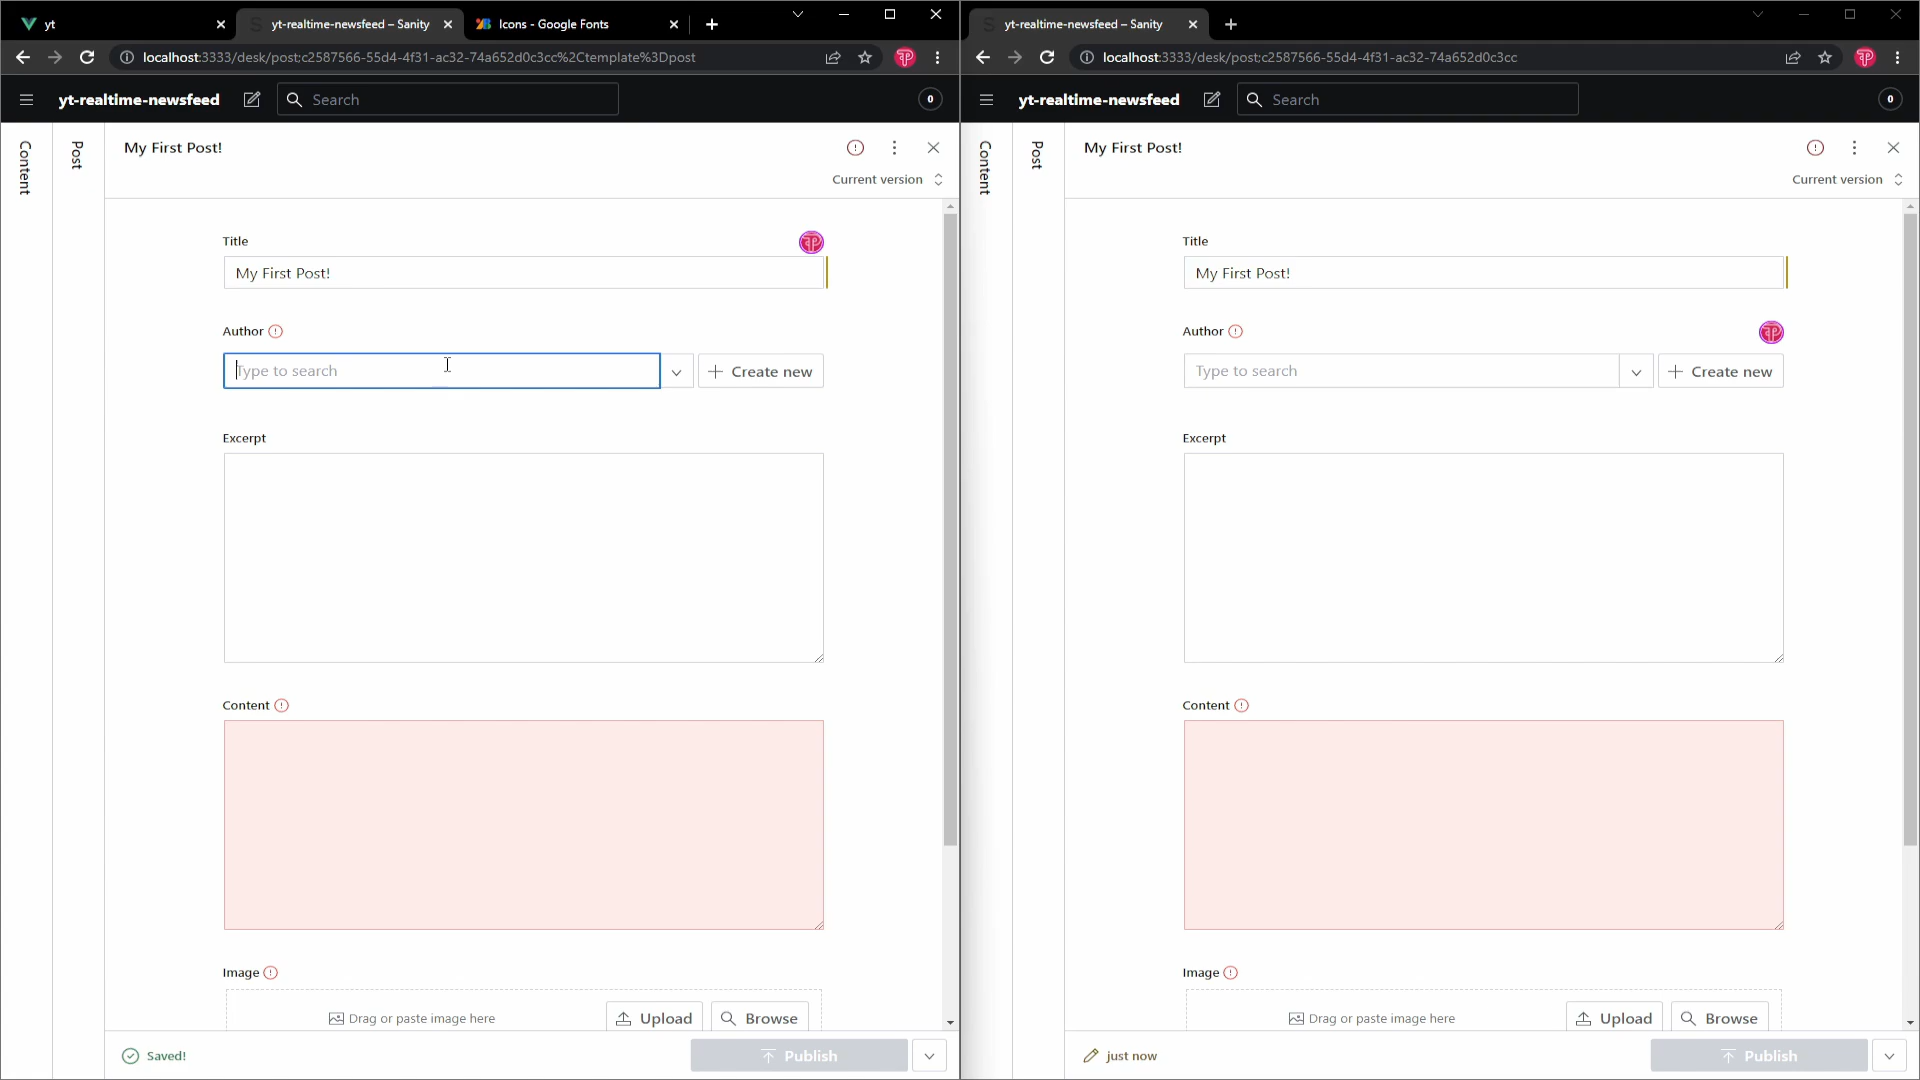 yt
yt-realtime-newsfeed – Sanity
Icons - Google Fonts
localhost:3333/desk/post;c2587566-55d4-4f31-ac32-74a652d0c3cc%2Ctemplate%3Dpost
yt-realtime-newsfeed
Search
0
Content
Post
My First Post!
Current version
Title
My First Post!
Author
Type to search
Create new
Excerpt
Content
Image
Drag or paste image here
Upload
Browse
Saved!
Publish
yt-realtime-newsfeed – Sanity
localhost:3333/desk/post;c2587566-55d4-4f31-ac32-74a652d0c3cc
yt-realtime-newsfeed
Search
0
Content
Post
My First Post!
Current version
Title
My First Post!
Author
Type to search
Create new
Excerpt
Content
Image
Drag or paste image here
Upload
Browse
just now
Publish